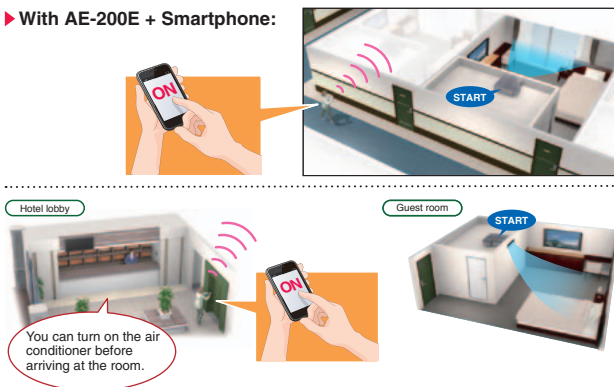 With AE-200E + Smartphone:
ON
START
Hotel lobby
Guest room
START
ON
You can turn on the air
conditioner before
arriving at the room.